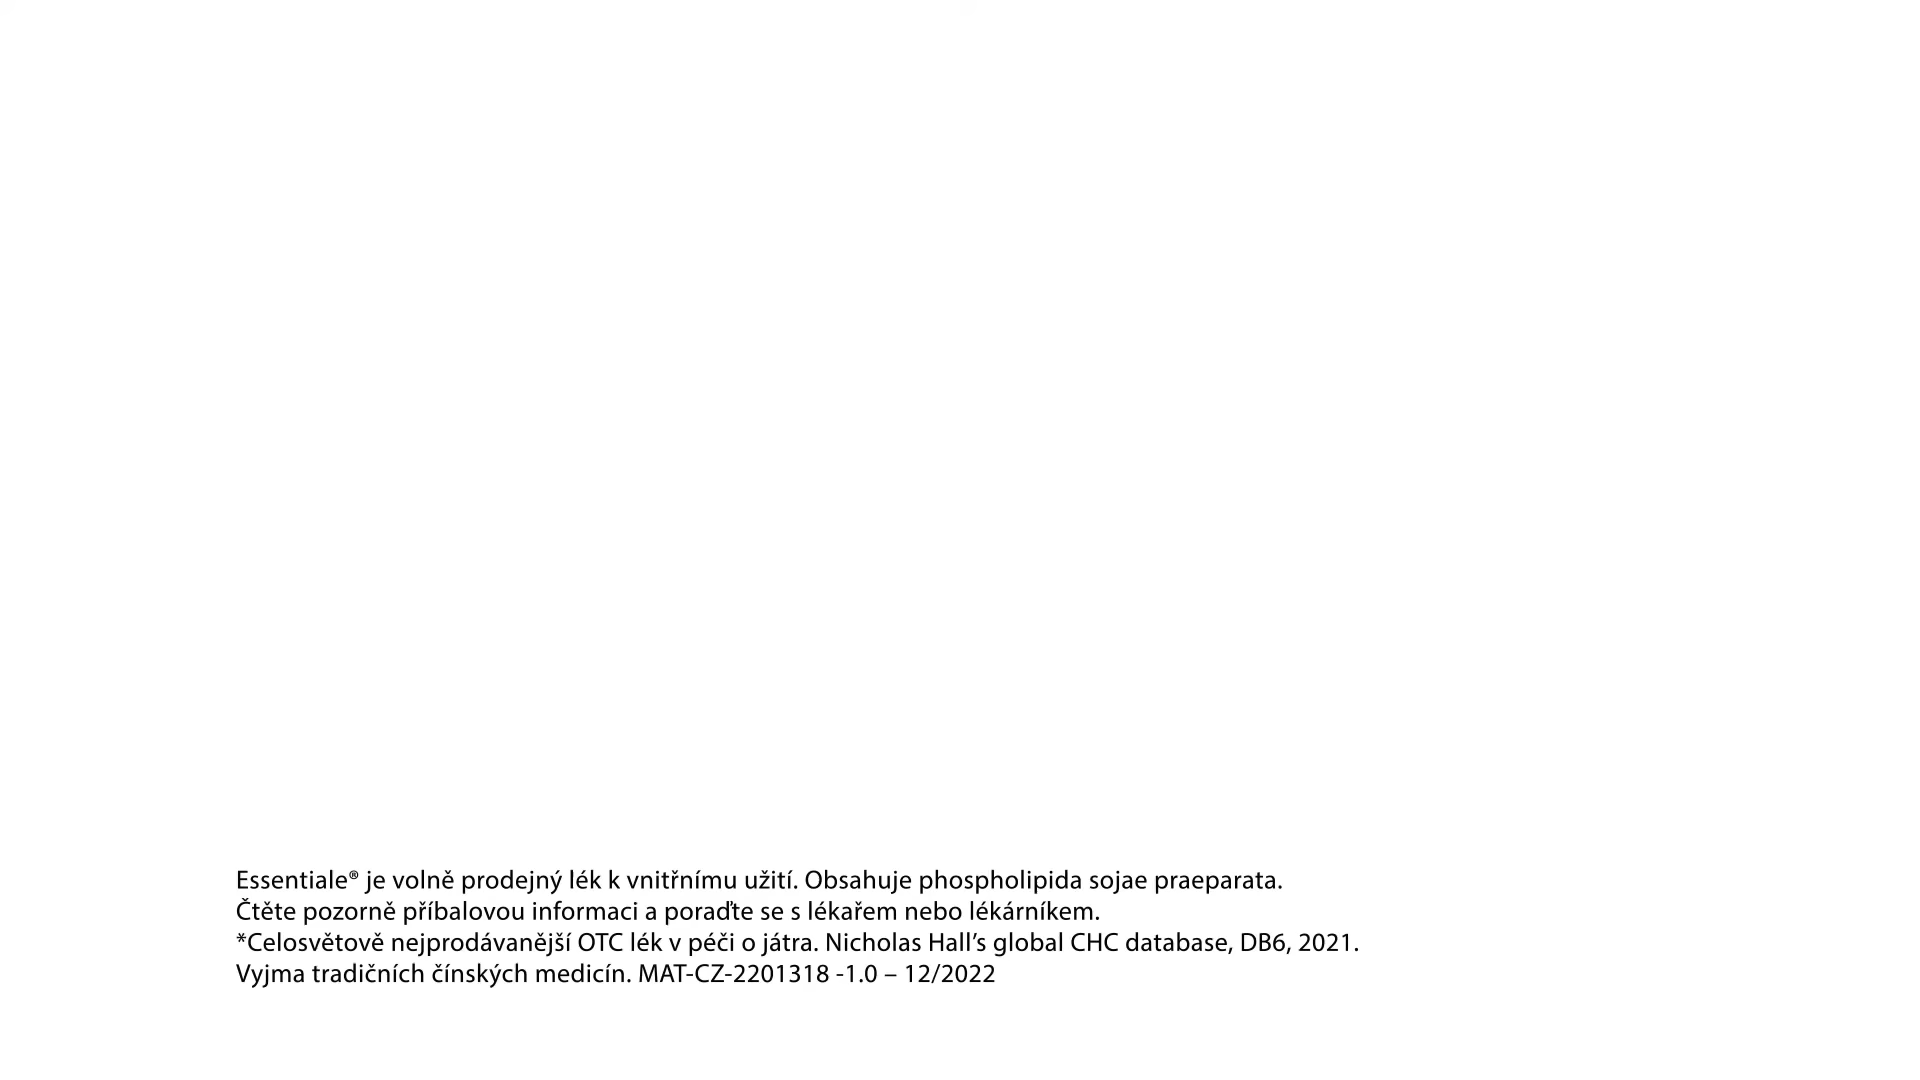 Essentiale® je volně prodejný lék k vnitřnímu užití. Obsahuje phospholipida sojae praeparata.
Čtěte pozorně příbalovou informaci a poraďte se s lékařem nebo lékárníkem.
*Celosvětově nejprodávanější OTC lék v péči o játra. Nicholas Hall’s global CHC database, DB6, 2021.
Vyjma tradičních čínských medicín. MAT-CZ-2201318 -1.0 – 12/2022